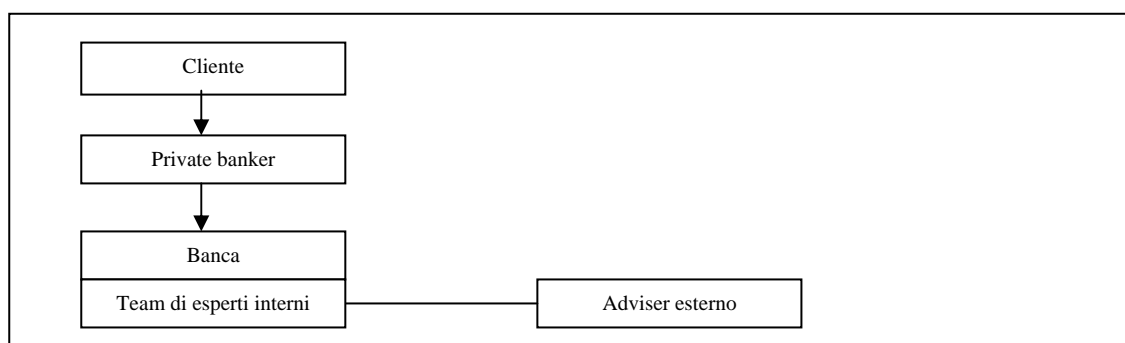 Cliente
Private banker
Banca
Team di esperti interni
Adviser esterno